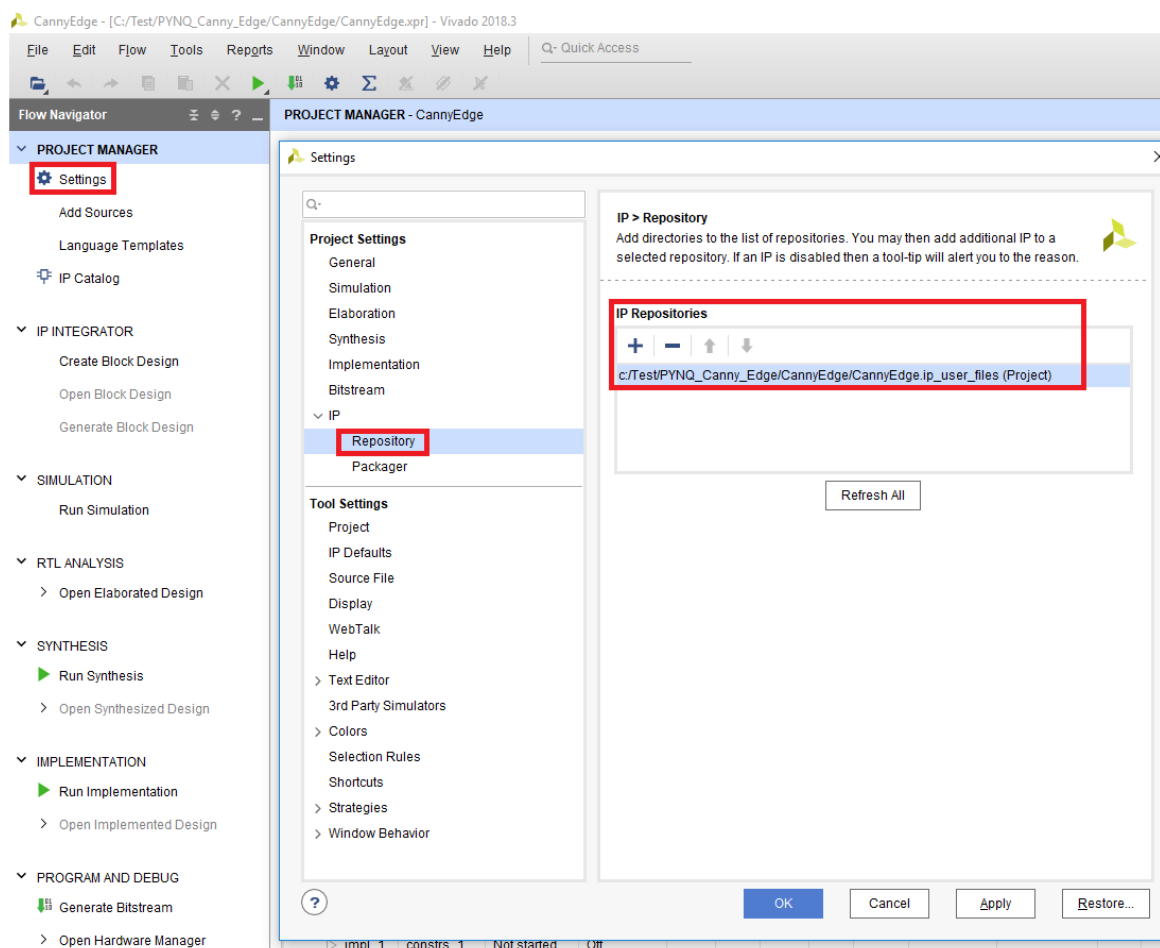 CannyEdge - [C:/Test/PYNQ_Canny_Edge/CannyEdge/CannyEdge.xpr] - Vivado 2018.3
File Edit Flow Tools Reports Window Layout View Help Q- Quick Access
Flow Navigator ?
PROJECT MANAGER - CannyEdge
PROJECT MANAGER
Settings
Add Sources
Language Templates
IP Catalog
IP INTEGRATOR
Create Block Design
Open Block Design
Generate Block Design
SIMULATION
Run Simulation
RTL ANALYSIS
Open Elaborated Design
SYNTHESIS
Run Synthesis
Open Synthesized Design
IMPLEMENTATION
Run Implementation
Open Implemented Design
PROGRAM AND DEBUG
Generate Bitstream
Open Hardware Manager
Settings
Q-
Project Settings
General
Simulation
Elaboration
Synthesis
Implementation
Bitstream
IP
Repository
Packager
Tool Settings
Project
IP Defaults
Source File
Display
WebTalk
Help
Text Editor
3rd Party Simulators
Colors
Selection Rules
Shortcuts
Strategies
Window Behavior
IP > Repository
Add directories to the list of repositories. You may then add additional IP to a
selected repository. If an IP is disabled then a tool-tip will alert you to the reason.
IP Repositories
c:/Test/PYNQ_Canny_Edge/CannyEdge/CannyEdge.ip_user_files (Project)
Refresh All
?
OK Cancel Apply Restore...
impl_1 constrs_1 Not started Off